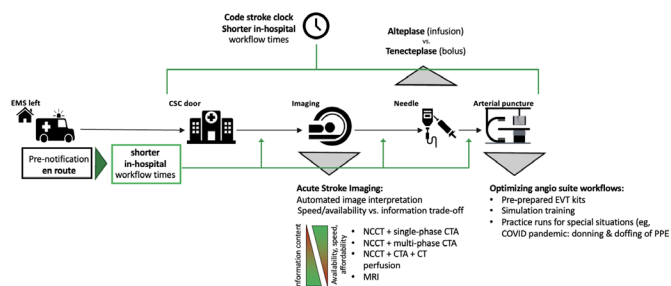 Code stroke clock
Shorter in-hospital
workflow times
Alteplase (infusion)
vs.
Tenecteplase (bolus)
EMS left
CSC door
Imaging
Needle
Arterial puncture
Pre-notification
en route
shorter
in-hospital
workflow times
Acute Stroke Imaging:
Automated image interpretation
Speed/availability vs. information trade-off
Information content
Availability, speed,
affordability
• NCCT + single-phase CTA
• NCCT + multi-phase CTA
• NCCT + CTA + CT
perfusion
• MRI
Optimizing angio suite workflows:
• Pre-prepared EVT kits
• Simulation training
• Practice runs for special situations (eg,
COVID pandemic: donning & doffing of PPE